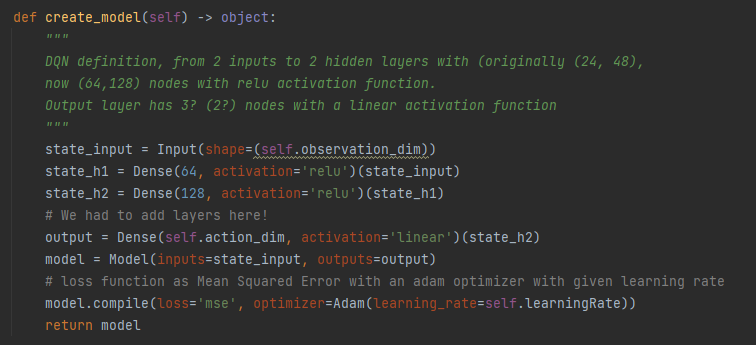 def create_model(self) -> object:
    """
    DQN definition, from 2 inputs to 2 hidden layers with (originally (24, 48),
    now (64,128) nodes with relu activation function.
    Output layer has 3? (2?) nodes with a linear activation function
    """
    state_input = Input(shape=(self.observation_dim))
    state_h1 = Dense(64, activation='relu')(state_input)
    state_h2 = Dense(128, activation='relu')(state_h1)
    # We had to add layers here!
    output = Dense(self.action_dim, activation='linear')(state_h2)
    model = Model(inputs=state_input, outputs=output)
    # loss function as Mean Squared Error with an adam optimizer with given learning rate
    model.compile(loss='mse', optimizer=Adam(learning_rate=self.learningRate))
    return model